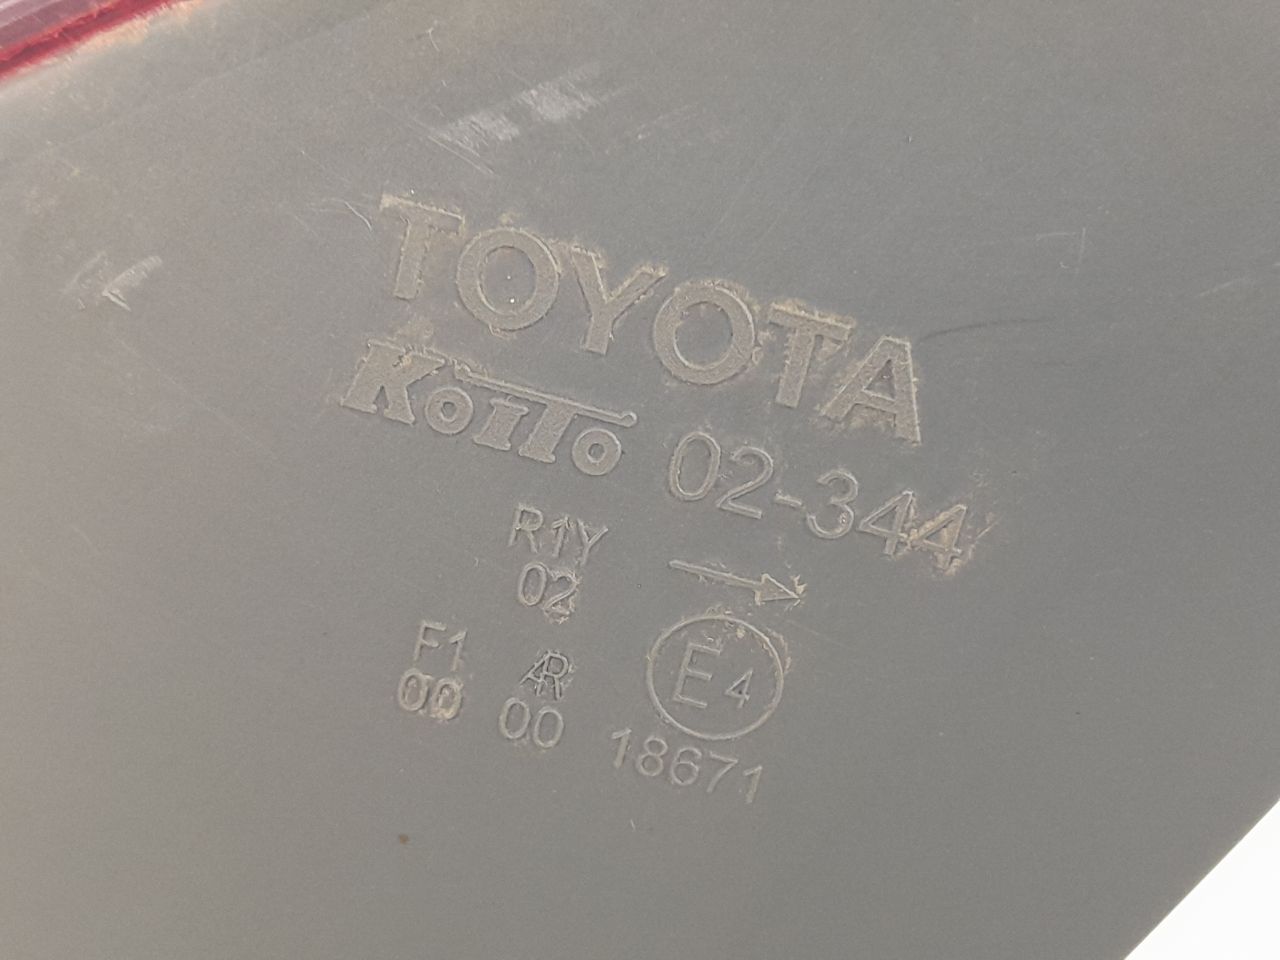 TOYOTA
KOITO 02-344
R1Y
02
F1 AR E4
00 00 18671